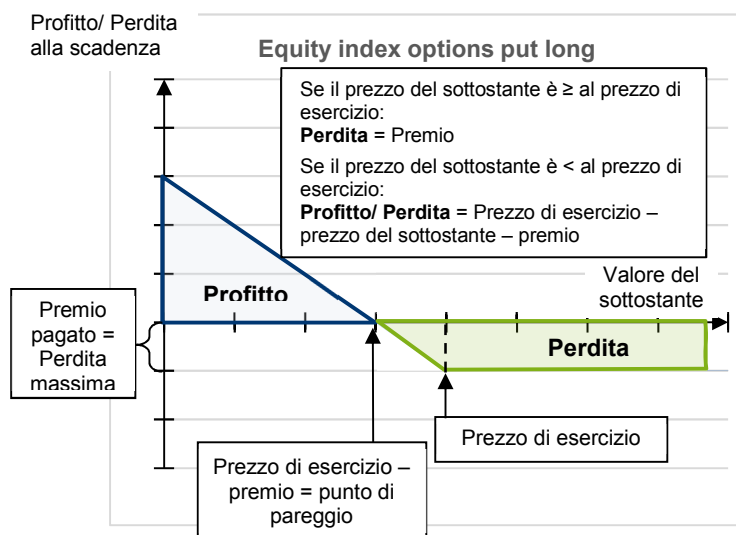 Profitto/ Perdita
alla scadenza
Equity index options put long
Se il prezzo del sottostante è ≥ al prezzo di
esercizio:
Perdita = Premio
Se il prezzo del sottostante è < al prezzo di
esercizio:
Profitto/ Perdita = Prezzo di esercizio –
prezzo del sottostante – premio
Valore del
sottostante
Profitto
Premio
pagato =
Perdita
massima
Perdita
Prezzo di esercizio
Prezzo di esercizio –
premio = punto di
pareggio